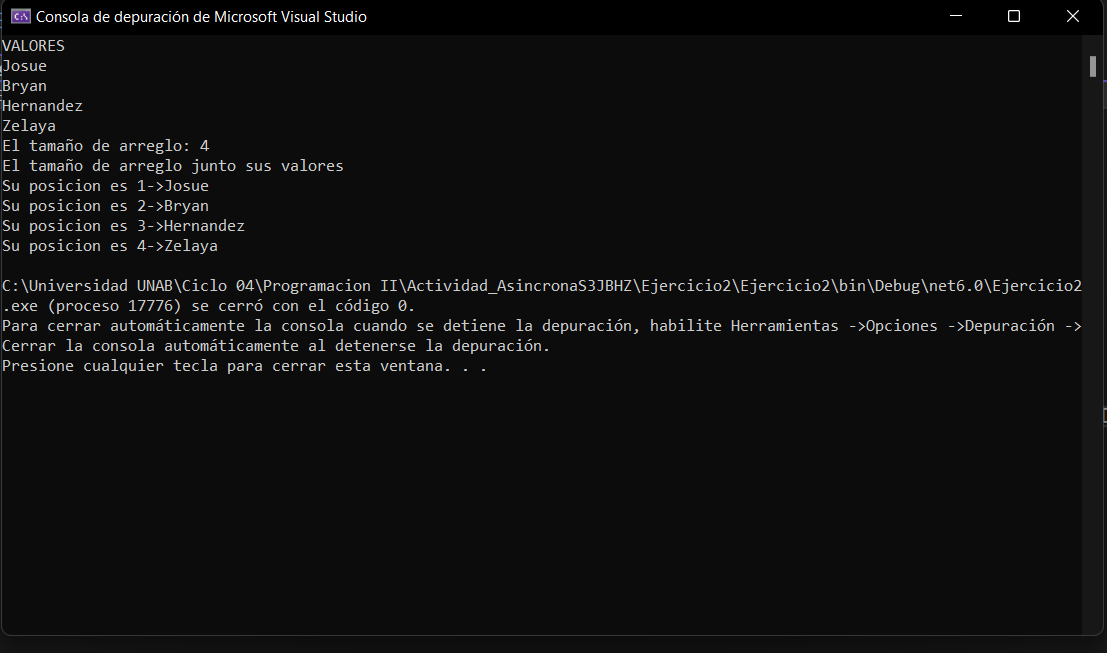 Consola de depuración de Microsoft Visual Studio
VALORES
Josue
Bryan
Hernandez
Zelaya
El tamaño de arreglo: 4
El tamaño de arreglo junto sus valores
Su posicion es 1->Josue
Su posicion es 2->Bryan
Su posicion es 3->Hernandez
Su posicion es 4->Zelaya
C:\Universidad UNAB\Ciclo 04\Programacion II\Actividad_AsincronaS3JBHZ\Ejercicio2\Ejercicio2\bin\Debug\net6.0\Ejercicio2
.exe (proceso 17776) se cerró con el código 0.
Para cerrar automáticamente la consola cuando se detiene la depuración, habilite Herramientas ->Opciones ->Depuración ->
Cerrar la consola automáticamente al detenerse la depuración.
Presione cualquier tecla para cerrar esta ventana. . .